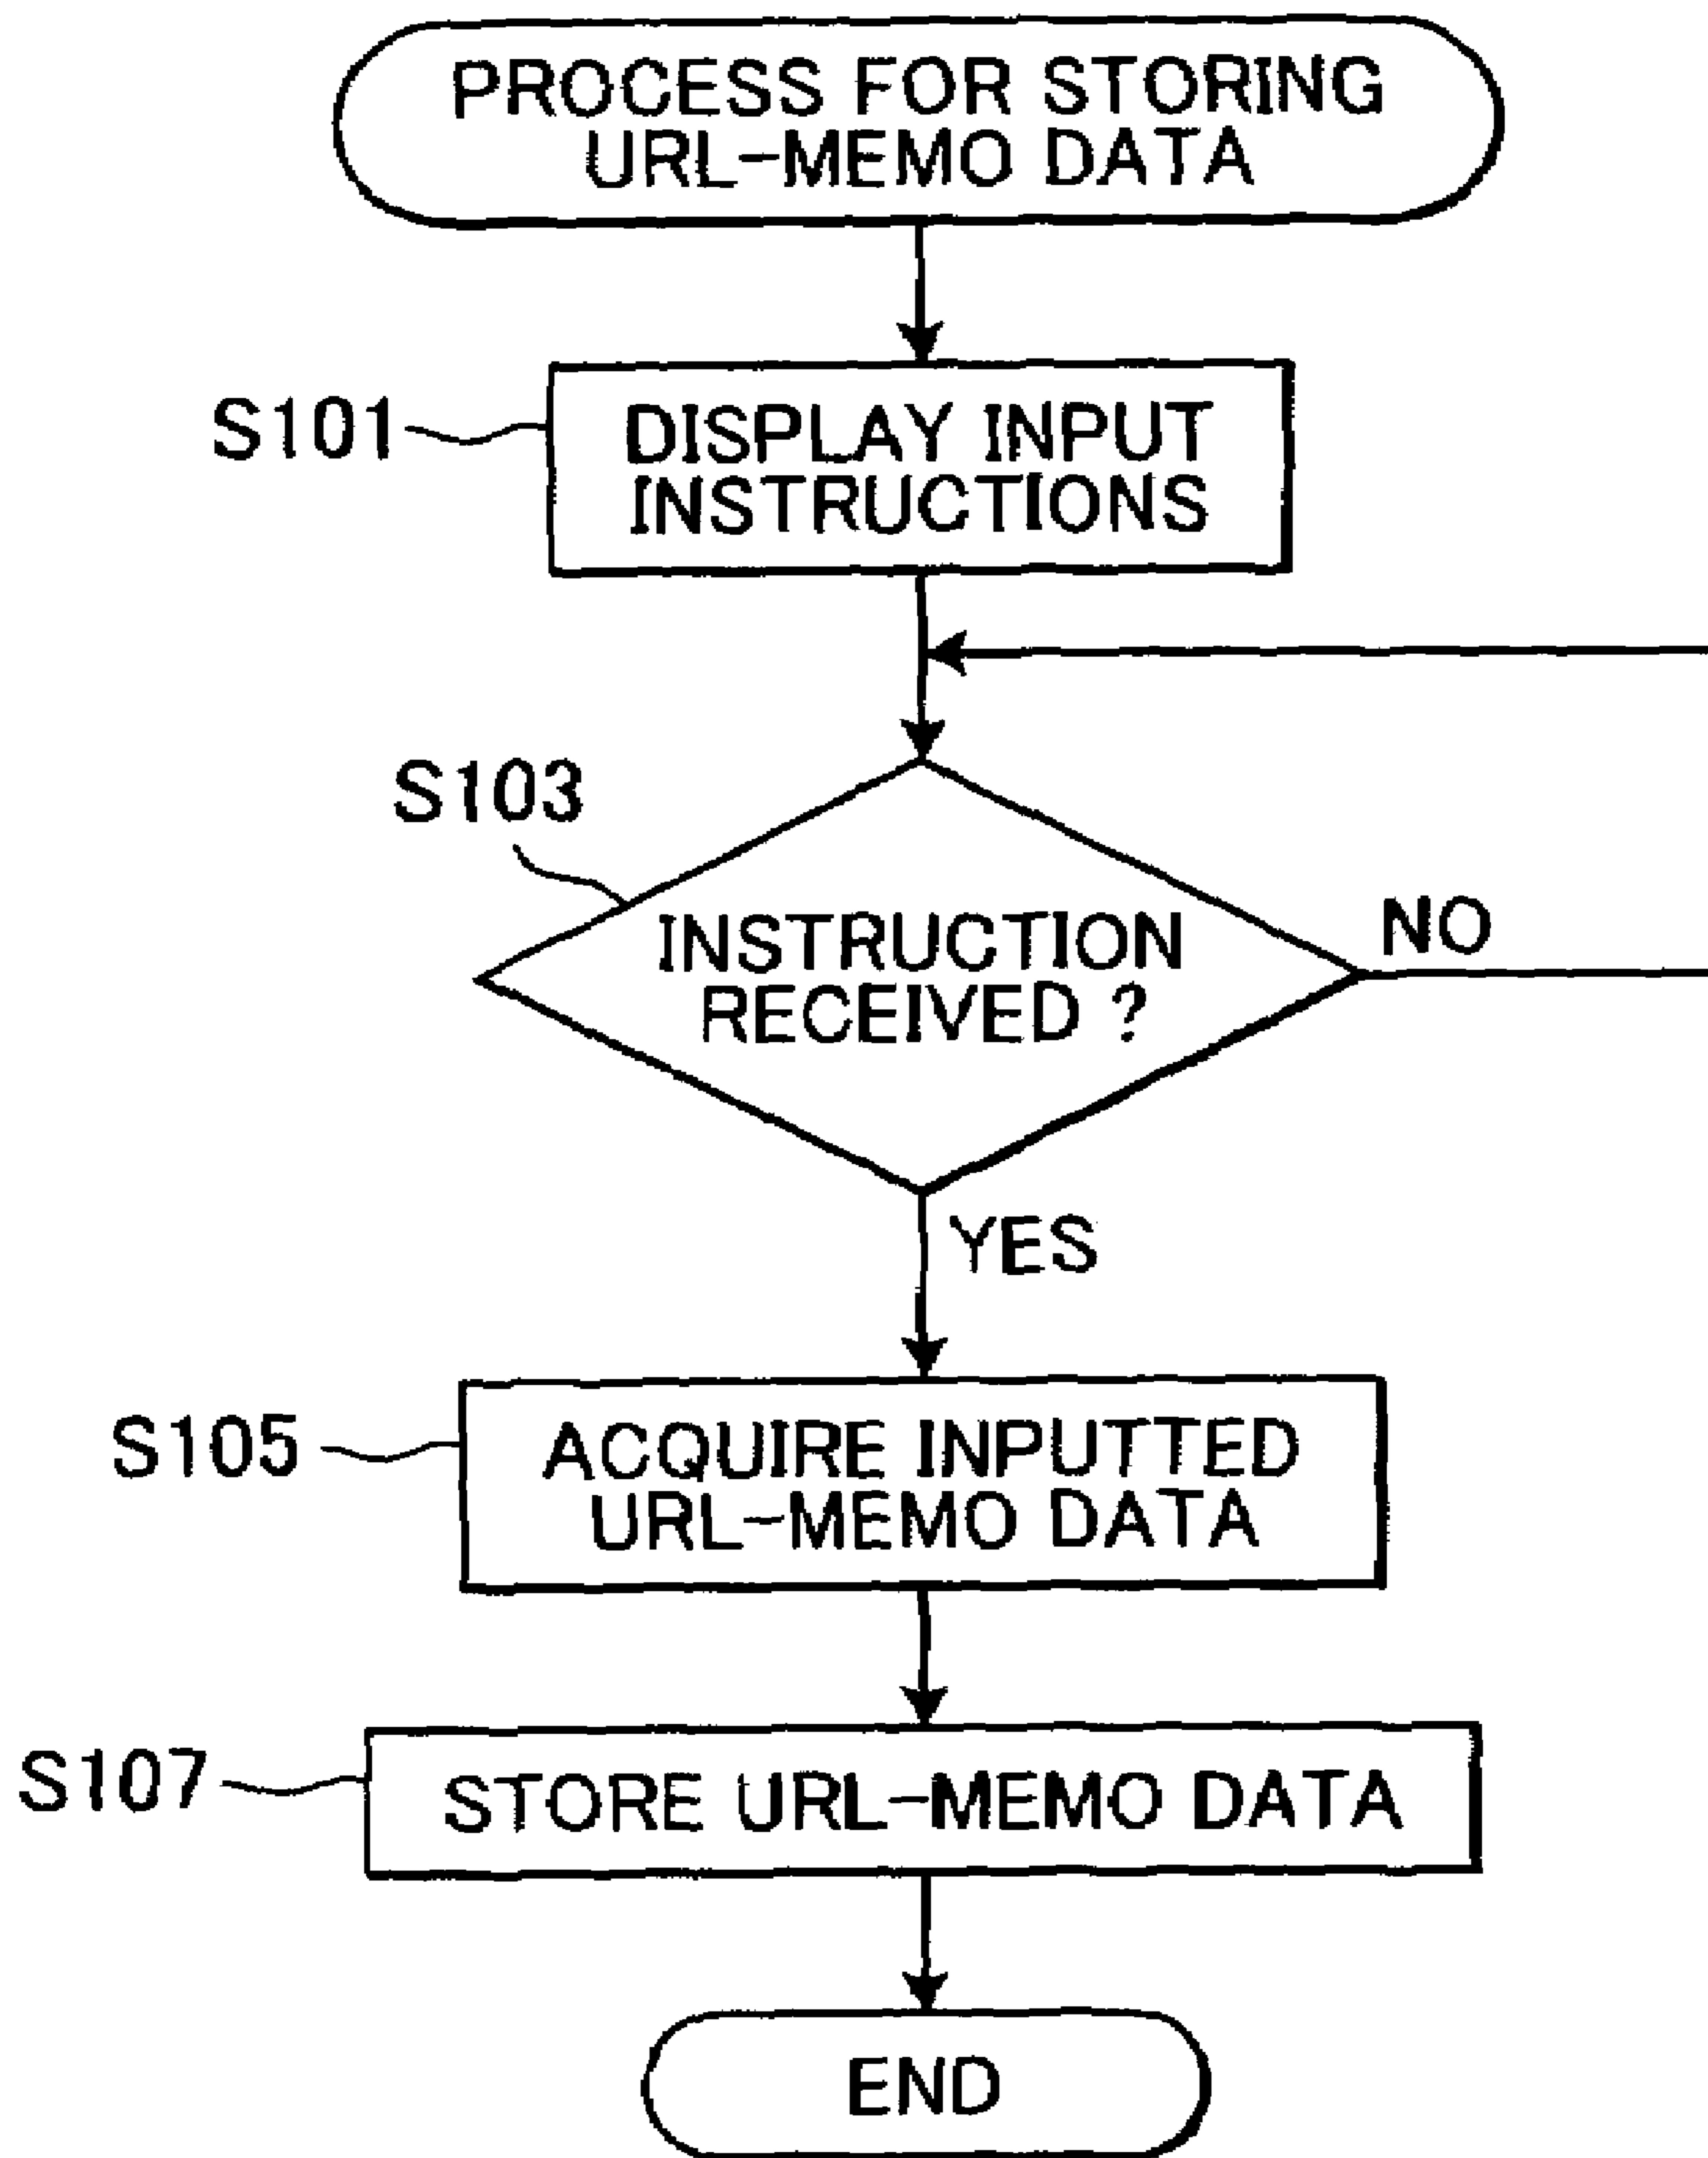 PROCESS FOR STORING
URL-MEMO DATA
S101
DISPLAY INPUT
INSTRUCTIONS
S103
INSTRUCTION
RECEIVED ?
NO
YES
S105
ACQUIRE INPUTTED
URL-MEMO DATA
S107
STORE URL-MEMO DATA
END